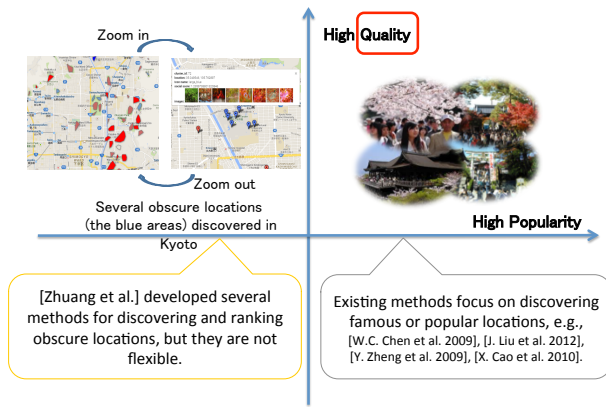 Zoom in
High Quality
Zoom out
Several obscure locations
(the blue areas) discovered in
Kyoto
High Popularity
[Zhuang et al.] developed several
methods for discovering and ranking
obscure locations, but they are not
flexible.
Existing methods focus on discovering
famous or popular locations, e.g.,
[W.C. Chen et al. 2009], [J. Liu et al. 2012],
[Y. Zheng et al. 2009], [X. Cao et al. 2010].